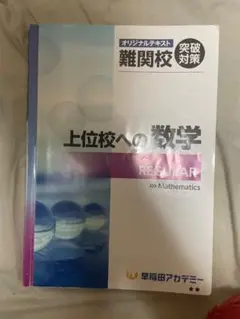 オリジナルテキスト
難関校
突破
対策
上位校への数学
REGULAR
Mathematics
早稲田アカデミー
★★